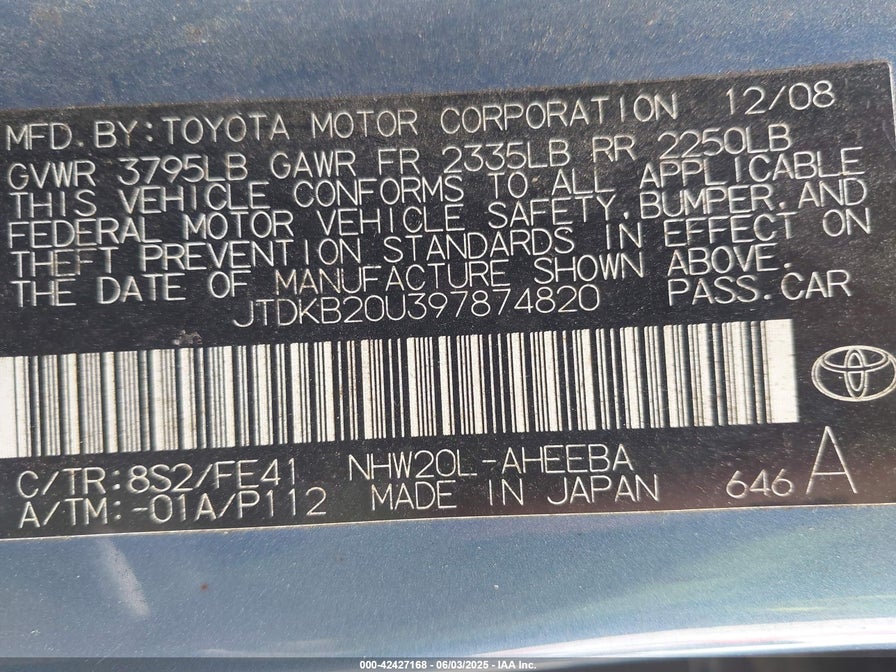 MFD. BY: TOYOTA MOTOR CORPORATION 12/08
GVWR 3795LB GAWR FR 2335LB RR 2250LB
THIS VEHICLE CONFORMS TO ALL APPLICABLE
FEDERAL MOTOR VEHICLE SAFETY, BUMPER, AND
THEFT PREVENTION STANDARDS IN EFFECT ON
THE DATE OF MANUFACTURE SHOWN ABOVE.
JTDKB20U397874820 PASS. CAR
C/TR: 8S2/FE41 NHW20L-AHEEBA
A/TM: -01A/P112 MADE IN JAPAN 646 A
000-42427168 - 06/03/2025 - IAA Inc.